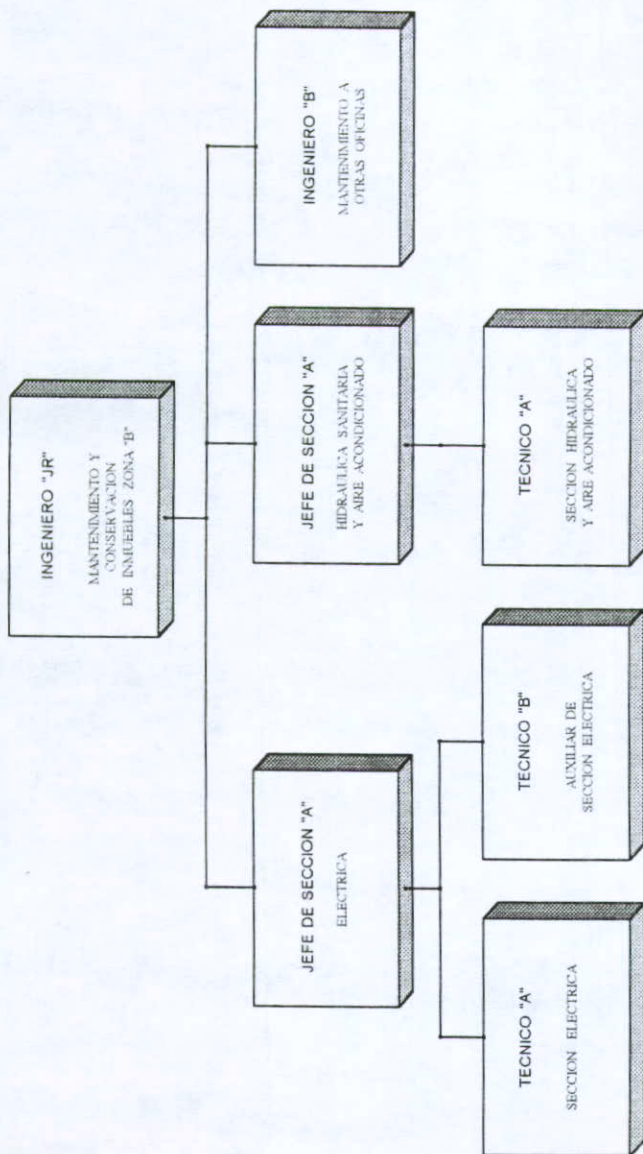 INGENIERO "JR"
MANTENIMIENTO Y
CONSERVACION
DE INMUEBLES ZONA "B"
JEFE DE SECCION "A"
ELECTRICA
JEFE DE SECCION "A"
HIDRAULICA SANITARIA
Y AIRE ACONDICIONADO
INGENIERO "B"
MANTENIMIENTO A
OTRAS OFICINAS
TECNICO "A"
SECCION ELECTRICA
TECNICO "B"
AUXILIAR DE
SECCION ELECTRICA
TECNICO "A"
SECCION HIDRAULICA
Y AIRE ACONDICIONADO